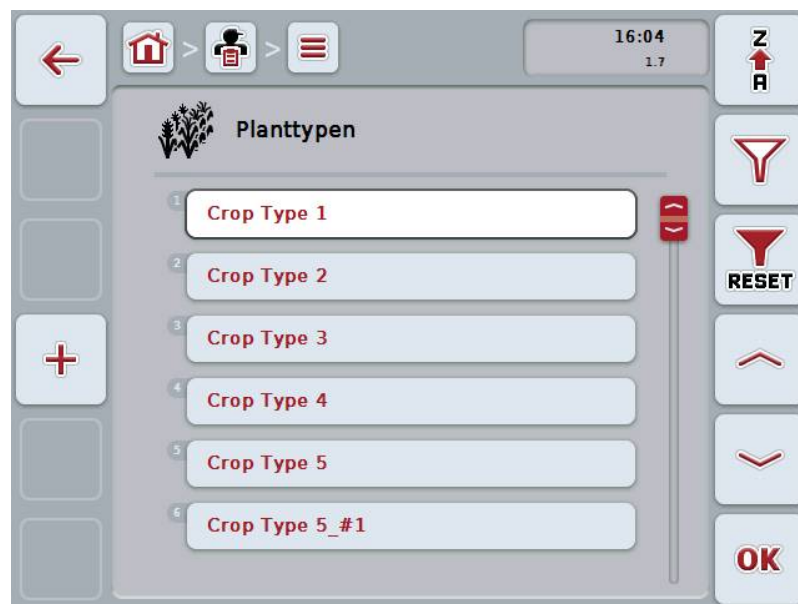 16:04
1.7
Z
A
Planttypen
1
Crop Type 1
2
Crop Type 2
RESET
3
Crop Type 3
4
Crop Type 4
5
Crop Type 5
6
Crop Type 5_#1
OK